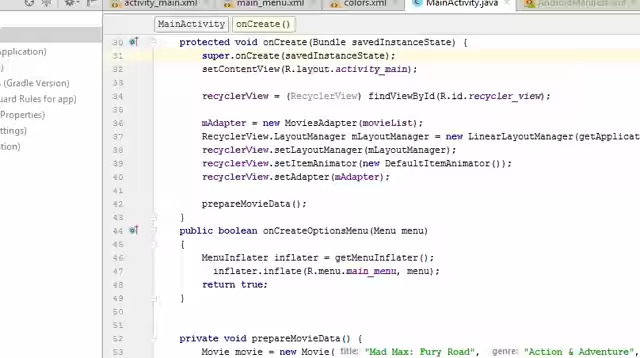 activity_main.xml main_menu.xml colors.xml MainActivity.java AndroidManifest.xml
MainActivity onCreate()
Application)
s (Gradle Version)
uard Rules for app)
Properties)
ttings)
tion)
30 protected void onCreate(Bundle savedInstanceState) {
31 super.onCreate(savedInstanceState);
32 setContentView(R.layout.activity_main);
33
34 recyclerView = (RecyclerView) findViewById(R.id.recycler_view);
35
36 mAdapter = new MoviesAdapter(movieList);
37 RecyclerView.LayoutManager mLayoutManager = new LinearLayoutManager(getApplica
38 recyclerView.setLayoutManager(mLayoutManager);
39 recyclerView.setItemAnimator(new DefaultItemAnimator());
40 recyclerView.setAdapter(mAdapter);
41
42 prepareMovieData();
43 }
44 public boolean onCreateOptionsMenu(Menu menu)
45 {
46 MenuInflater inflater = getMenuInflater();
47 inflater.inflate(R.menu.main_menu, menu);
48 return true;
49 }
50
51
52 private void prepareMovieData() {
53 Movie movie = new Movie( title: "Mad Max: Fury Road", genre: "Action & Adventure",